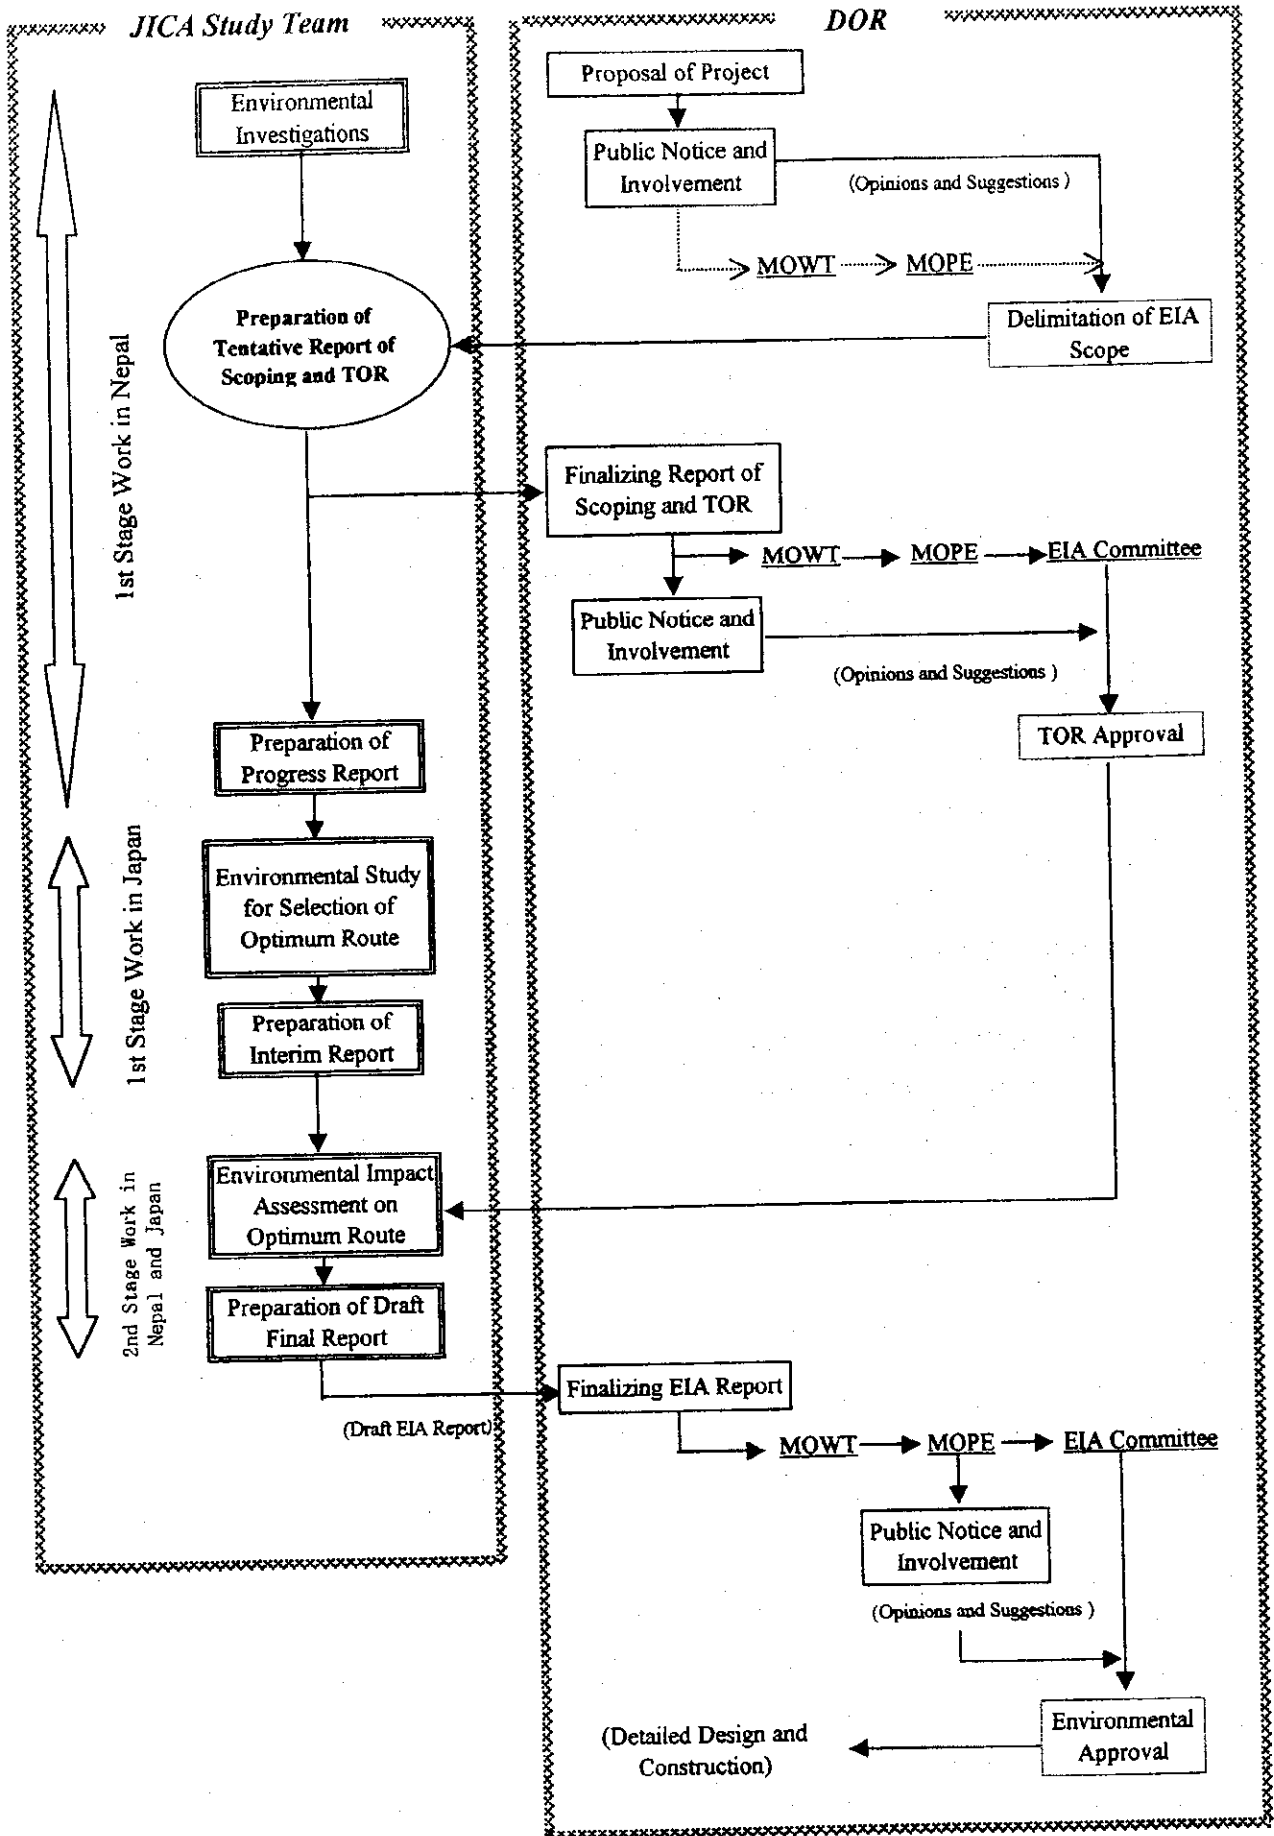 JICA Study Team
DOR
Environmental
Investigations
Preparation of
Tentative Report of
Scoping and TOR
Preparation of
Progress Report
Environmental Study
for Selection of
Optimum Route
Preparation of
Interim Report
Environmental Impact
Assessment on
Optimum Route
Preparation of Draft
Final Report
(Draft EIA Report)
1st Stage Work in Nepal
1st Stage Work in Japan
2nd Stage Work in
Nepal and Japan
Proposal of Project
Public Notice and
Involvement
(Opinions and Suggestions )
MOWT
MOPE
Delimitation of EIA
Scope
Finalizing Report of
Scoping and TOR
MOWT
MOPE
EIA Committee
Public Notice and
Involvement
(Opinions and Suggestions )
TOR Approval
Finalizing EIA Report
MOWT
MOPE
EIA Committee
Public Notice and
Involvement
(Opinions and Suggestions )
Environmental
Approval
(Detailed Design and
Construction)